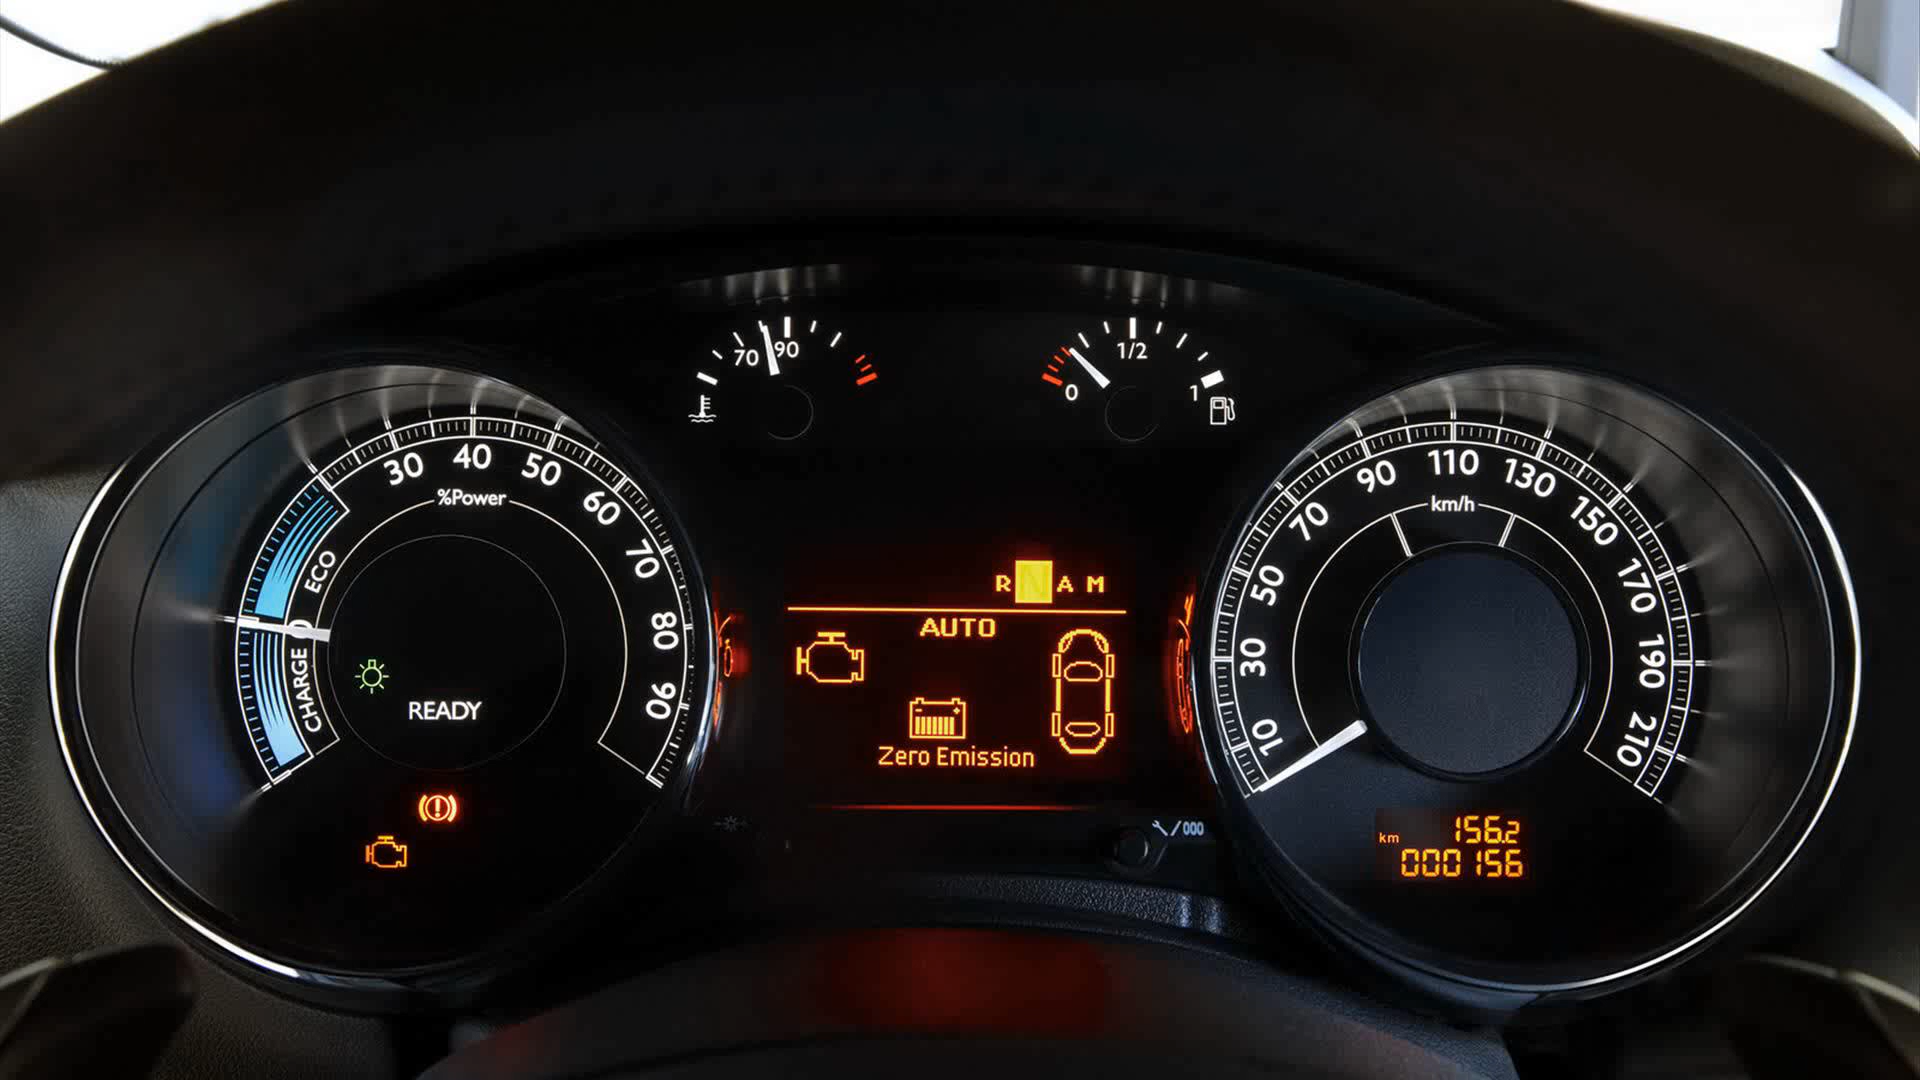 70 90
1/2
0 1
30 40 50 60 70 80 90
%Power
ECO
0
CHARGE
READY
R N A M
AUTO
Zero Emission
10 30 50 70 90 110 130 150 170 190 210
km/h
/000
km 156.2
000156